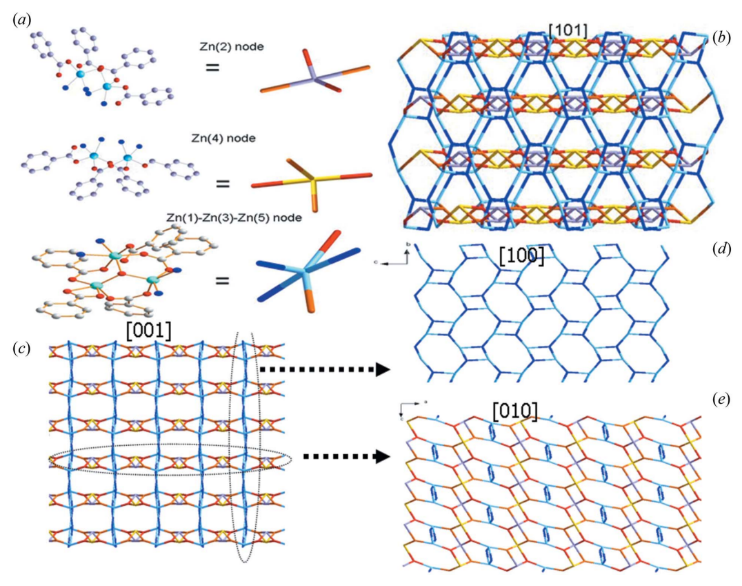 (a)
Zn(2) node
=
Zn(4) node
=
Zn(1)-Zn(3)-Zn(5) node
=
(b)
[101]
(c)
[001]
(d)
b
c
[100]
(e)
[010]